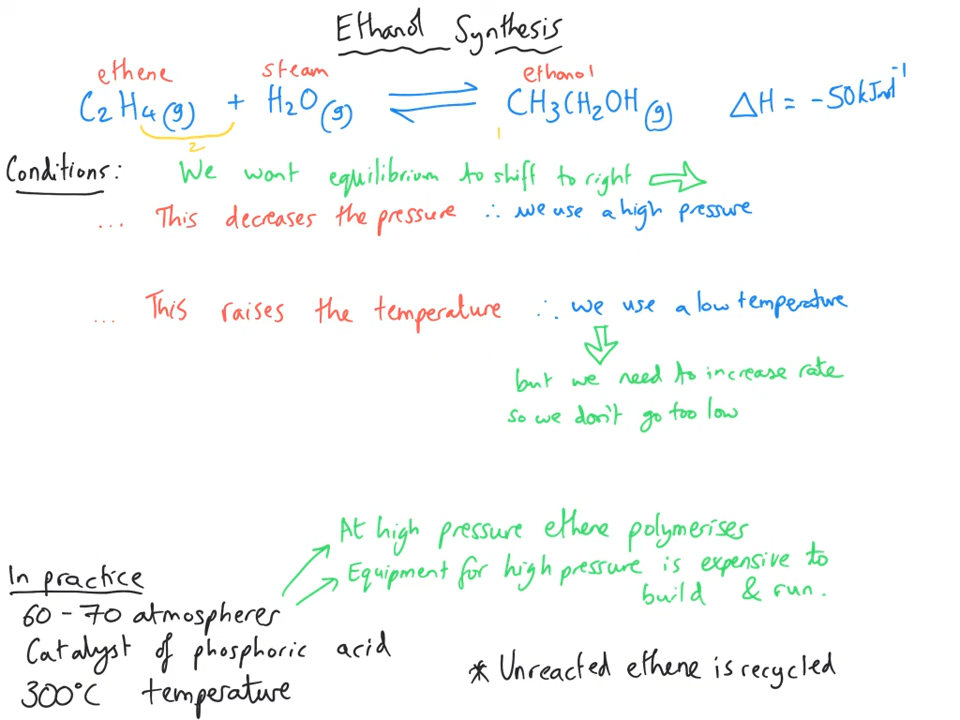 Ethanol Synthesis
ethene steam ethanol
C₂H₄(g) + H₂O(g) ⇌ CH₃CH₂OH(g) ΔH = -50kJmol⁻¹
2 1
Conditions: We want equilibrium to shift to right ⇨
... This decreases the pressure ∴ we use a high pressure
... This raises the temperature ∴ we use a low temperature
but we need to increase rate
so we don't go too low
At high pressure ethene polymerises
Equipment for high pressure is expensive to
build & run.
In practice
60 - 70 atmospheres
Catalyst of phosphoric acid
300°C temperature
* Unreacted ethene is recycled